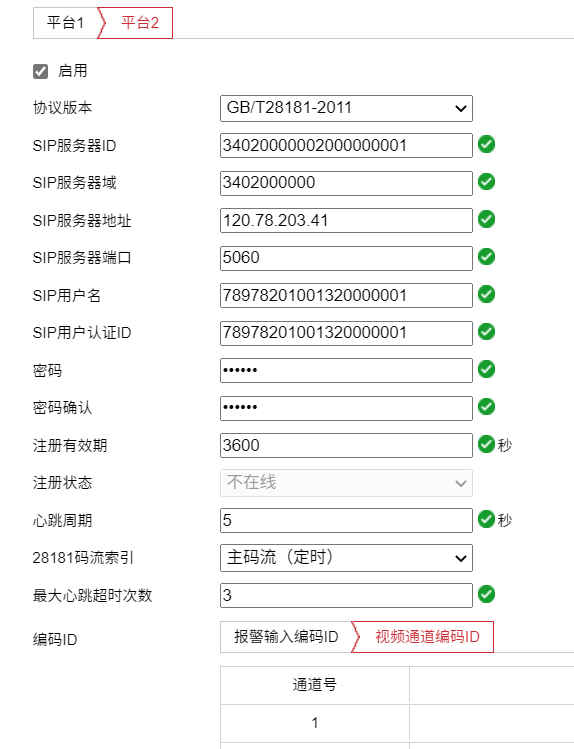 平台1 平台2
启用
协议版本 GB/T28181-2011
SIP服务器ID 34020000002000000001
SIP服务器域 3402000000
SIP服务器地址 120.78.203.41
SIP服务器端口 5060
SIP用户名 78978201001320000001
SIP用户认证ID 78978201001320000001
密码 ••••••
密码确认 ••••••
注册有效期 3600 秒
注册状态 不在线
心跳周期 5 秒
28181码流索引 主码流（定时）
最大心跳超时次数 3
编码ID 报警输入编码ID 视频通道编码ID
通道号
1